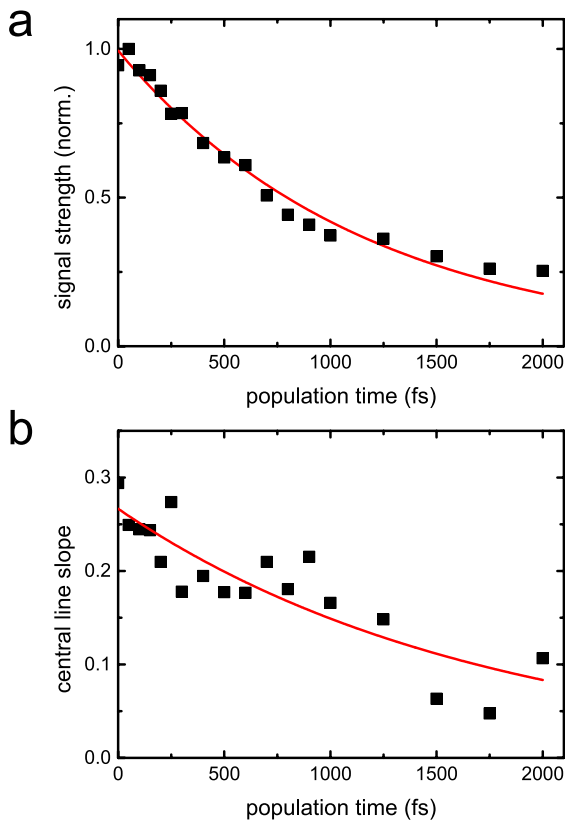 a
1.0
0.5
0.0
signal strength (norm.)
0 500 1000 1500 2000
population time (fs)
b
0.3
0.2
0.1
0.0
central line slope
0 500 1000 1500 2000
population time (fs)